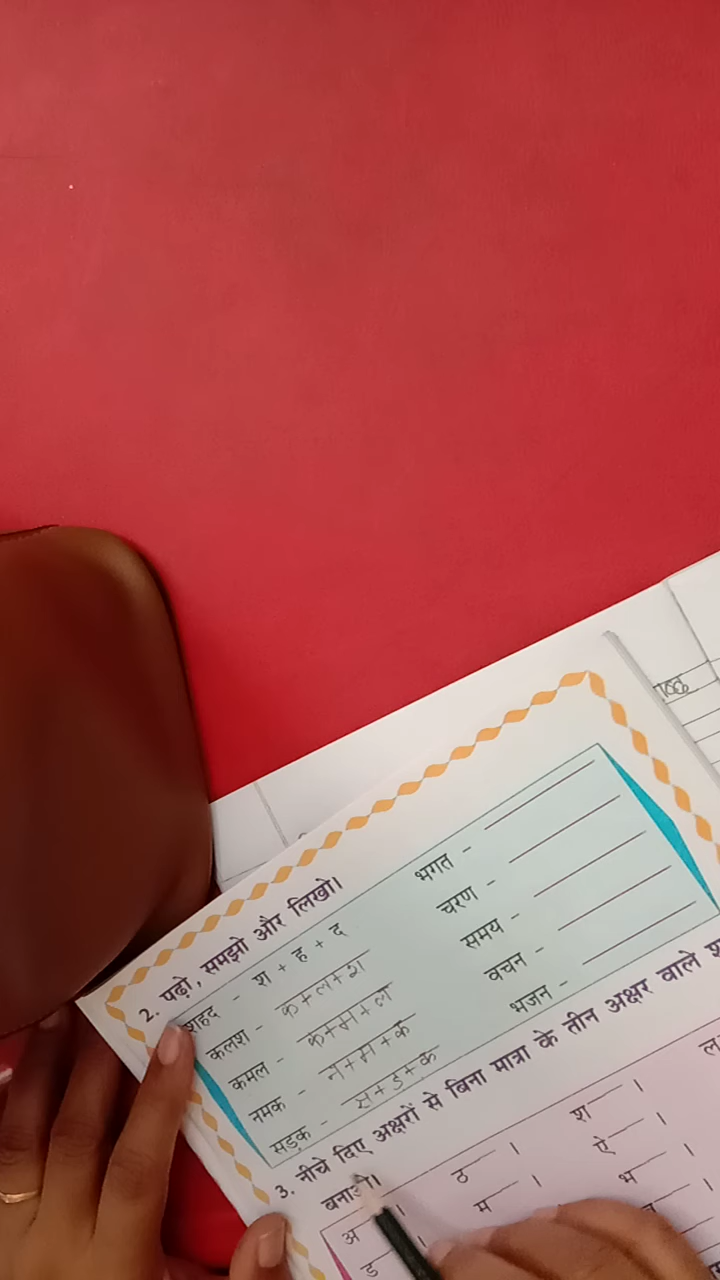 2. पढ़ो, समझो और लिखो।
शहद - श + ह + द
कलश - क+ल+श
कमल - क+म+ल
नमक - न+म+क
सड़क - स+ड़+क
भगत -
चरण -
समय -
वचन -
भजन -
3. नीचे दिए अक्षरों से बिना मात्रा के तीन अक्षर वाले
बनाओ।
अ ।
ठ ।
श ।
ड
म ।
ऐ ।
भ ।